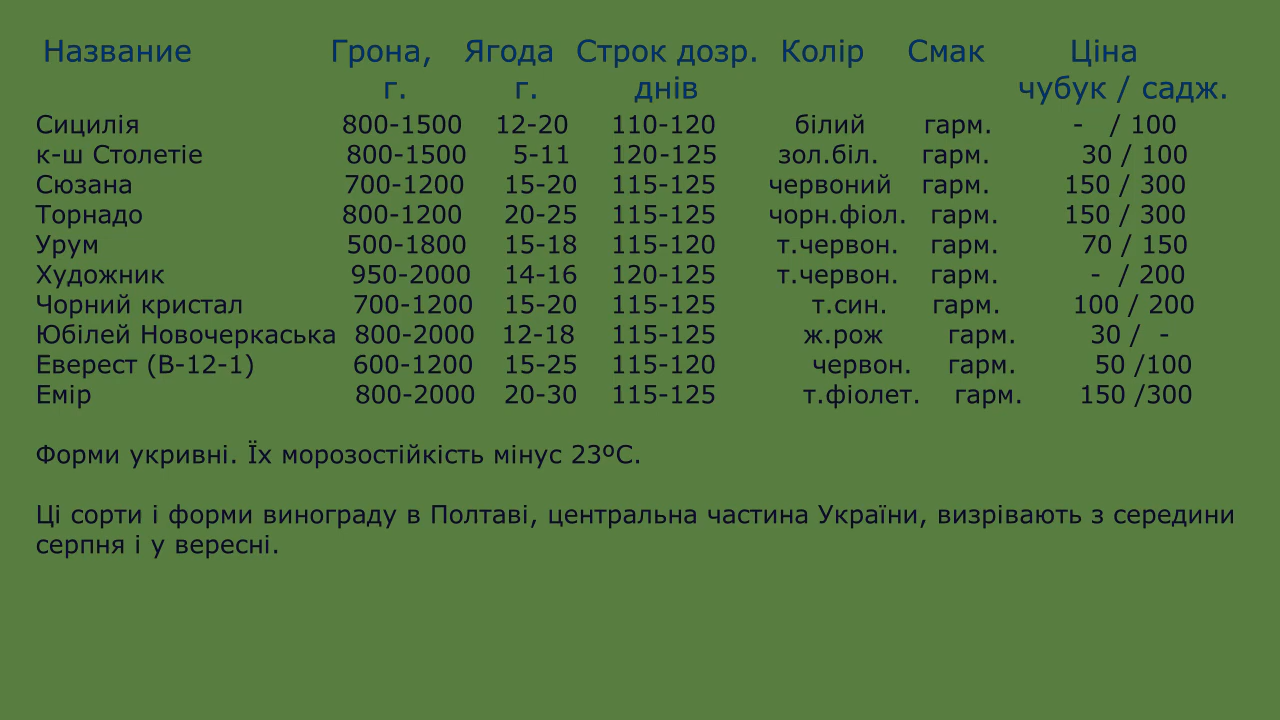 Название Грона, Ягода Строк дозр. Колір Смак Ціна
г. г. днів чубук / садж.
Сицилія 800-1500 12-20 110-120 білий гарм. - / 100
к-ш Столетіе 800-1500 5-11 120-125 зол.біл. гарм. 30 / 100
Сюзана 700-1200 15-20 115-125 червоний гарм. 150 / 300
Торнадо 800-1200 20-25 115-125 чорн.фіол. гарм. 150 / 300
Урум 500-1800 15-18 115-120 т.червон. гарм. 70 / 150
Художник 950-2000 14-16 120-125 т.червон. гарм. - / 200
Чорний кристал 700-1200 15-20 115-125 т.син. гарм. 100 / 200
Юбілей Новочеркаська 800-2000 12-18 115-125 ж.рож гарм. 30 / -
Еверест (В-12-1) 600-1200 15-25 115-120 червон. гарм. 50 /100
Емір 800-2000 20-30 115-125 т.фіолет. гарм. 150 /300
Форми укривні. Їх морозостійкість мінус 23ºС.
Ці сорти і форми винограду в Полтаві, центральна частина України, визрівають з середини
серпня і у вересні.